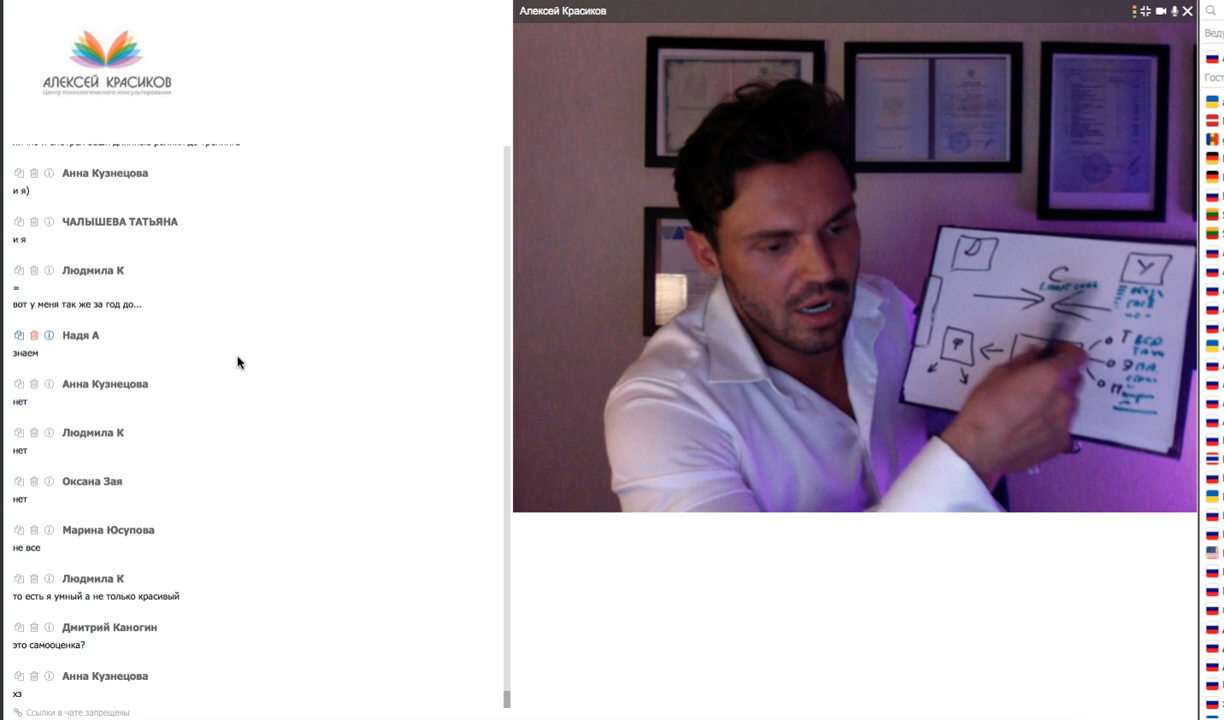 АЛЕКСЕЙ КРАСИКОВ
Центр психологического консультирования
Анна Кузнецова
и я)
ЧАЛЫШЕВА ТАТЬЯНА
и я
Людмила К
=
вот у меня так же за год до...
Надя А
знаем
Анна Кузнецова
нет
Людмила К
нет
Оксана Зая
нет
Марина Юсупова
не все
Людмила К
то есть я умный а не только красивый
Дмитрий Каногин
это самооценка?
Анна Кузнецова
хз
Ссылки в чате запрещены
Алексей Красиков
Д
С
У
Ф
Т
Э
П